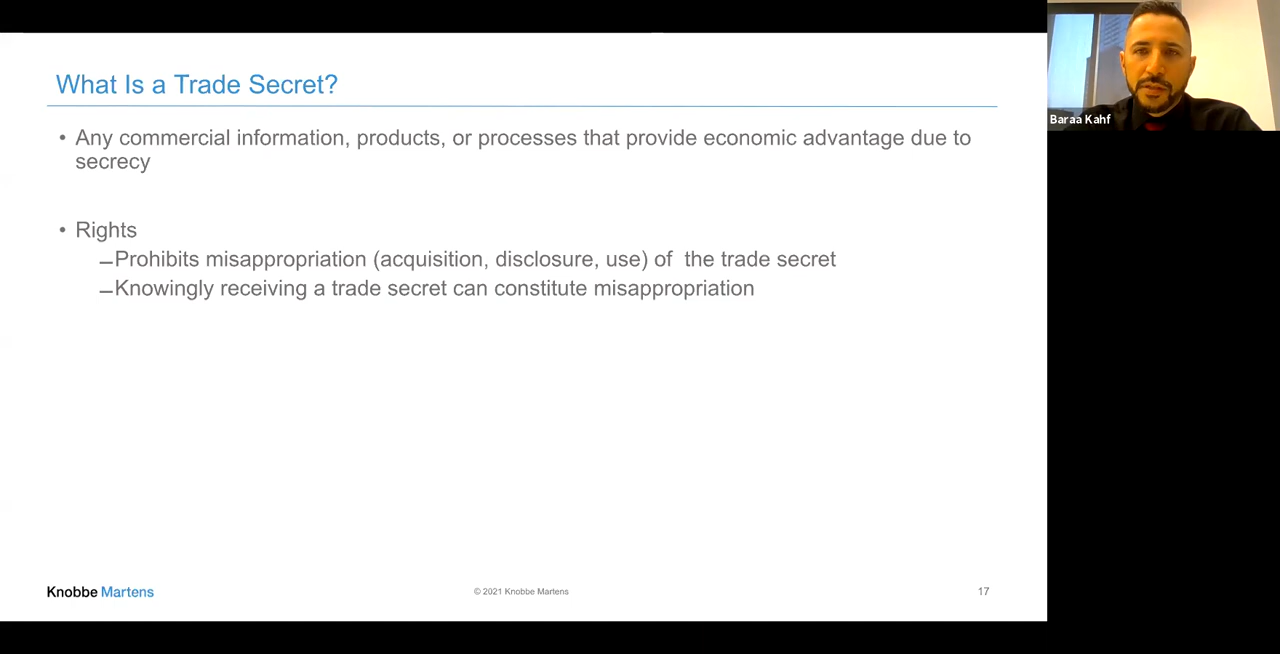 What Is a Trade Secret?
• Any commercial information, products, or processes that provide economic advantage due to
secrecy
• Rights
–Prohibits misappropriation (acquisition, disclosure, use) of  the trade secret
–Knowingly receiving a trade secret can constitute misappropriation
Knobbe Martens
© 2021 Knobbe Martens
17
Baraa Kahf